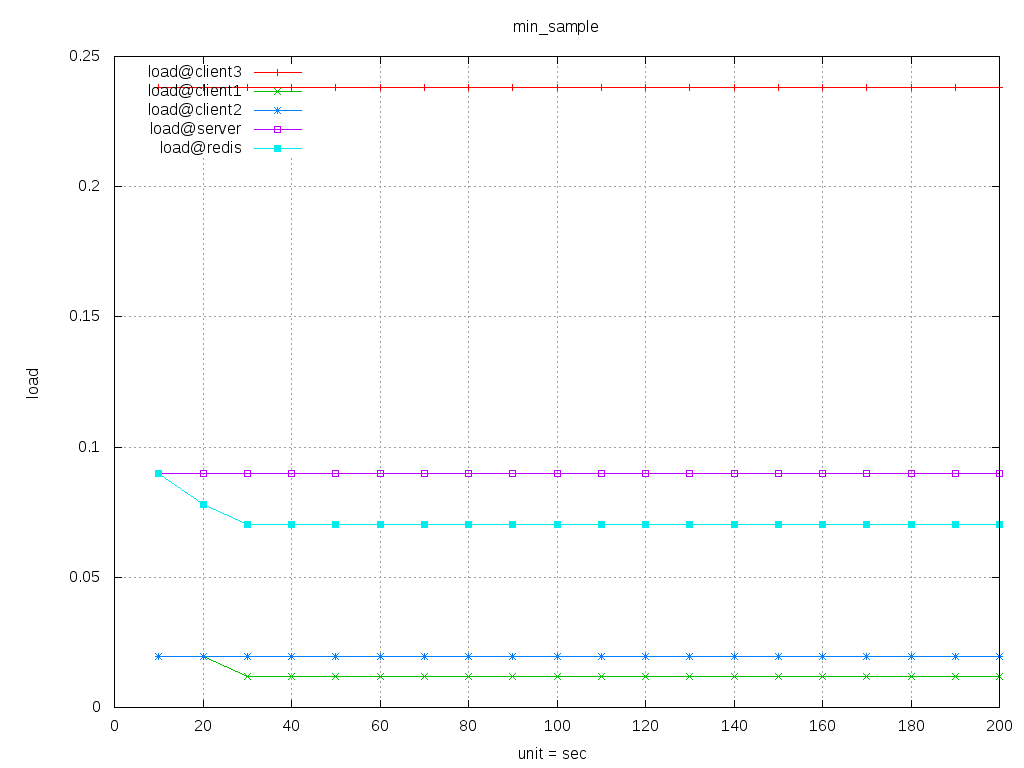 min_sample
0.25
load@client3
load@client1
load@client2
load@server
load@redis
0.2
0.15
load
0.1
0.05
0
0 20 40 60 80 100 120 140 160 180 200
unit = sec